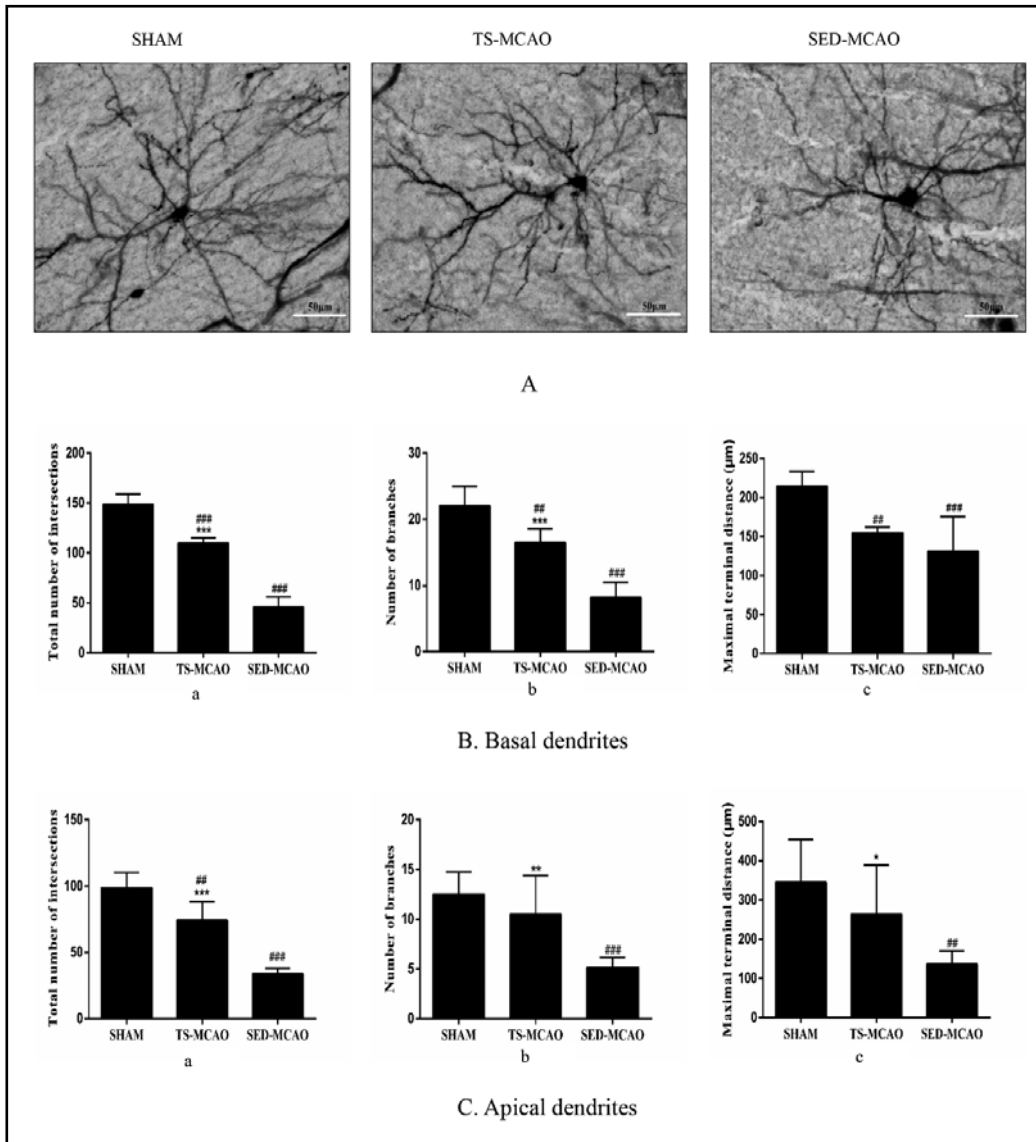 SHAM TS-MCAO SED-MCAO
50µm 50µm 50µm
A
Total number of intersections
200
150
100
50
0
###
***
###
SHAM TS-MCAO SED-MCAO
a
Number of branches
30
20
10
0
##
***
###
SHAM TS-MCAO SED-MCAO
b
Maximal terminal distance (µm)
250
200
150
100
50
0
##
###
SHAM TS-MCAO SED-MCAO
c
B. Basal dendrites
Total number of intersections
150
100
50
0
##
***
###
SHAM TS-MCAO SED-MCAO
a
Number of branches
20
15
10
5
0
**
###
SHAM TS-MCAO SED-MCAO
b
Maximal terminal distance (µm)
500
400
300
200
100
0
*
##
SHAM TS-MCAO SED-MCAO
c
C. Apical dendrites